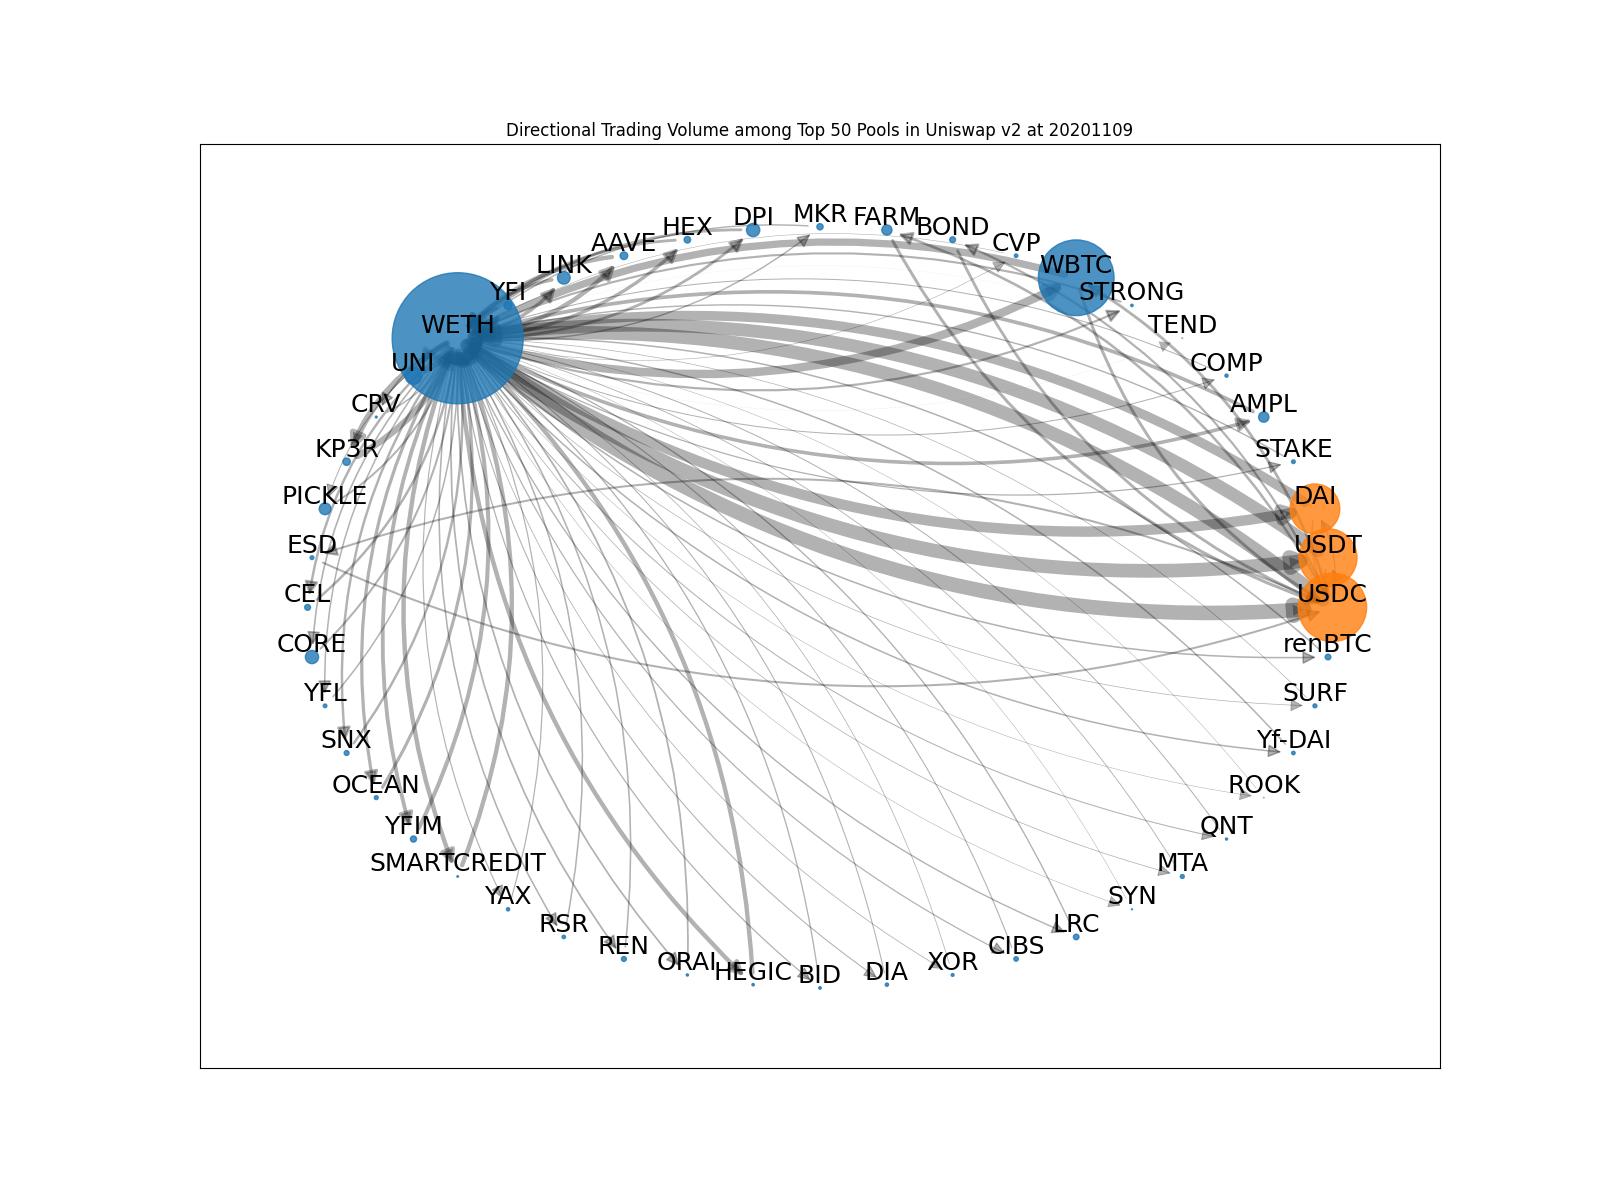 Directional Trading Volume among Top 50 Pools in Uniswap v2 at 20201109
MKR
DPI
FARM
HEX
BOND
AAVE
CVP
LINK
WBTC
YFI
STRONG
WETH
TEND
UNI
COMP
CRV
AMPL
KP3R
STAKE
PICKLE
DAI
ESD
USDT
CEL
USDC
CORE
renBTC
YFL
SURF
SNX
Yf-DAI
OCEAN
ROOK
YFIM
QNT
SMARTCREDIT
MTA
YAX
SYN
RSR
LRC
REN
CIBS
ORAI
XOR
HEGIC
DIA
BID